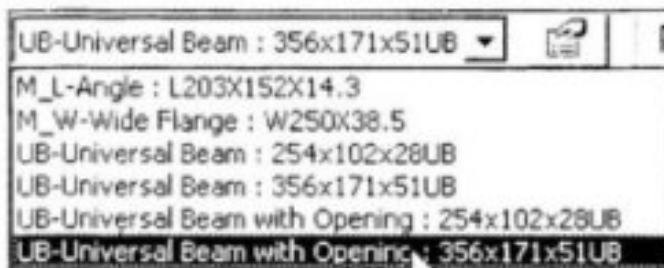 UB-Universal Beam : 356x171x51UB
M_L-Angle : L203X152X14.3
M_W-Wide Flange : W250X38.5
UB-Universal Beam : 254x102x28UB
UB-Universal Beam : 356x171x51UB
UB-Universal Beam with Opening : 254x102x28UB
UB-Universal Beam with Opening : 356x171x51UB